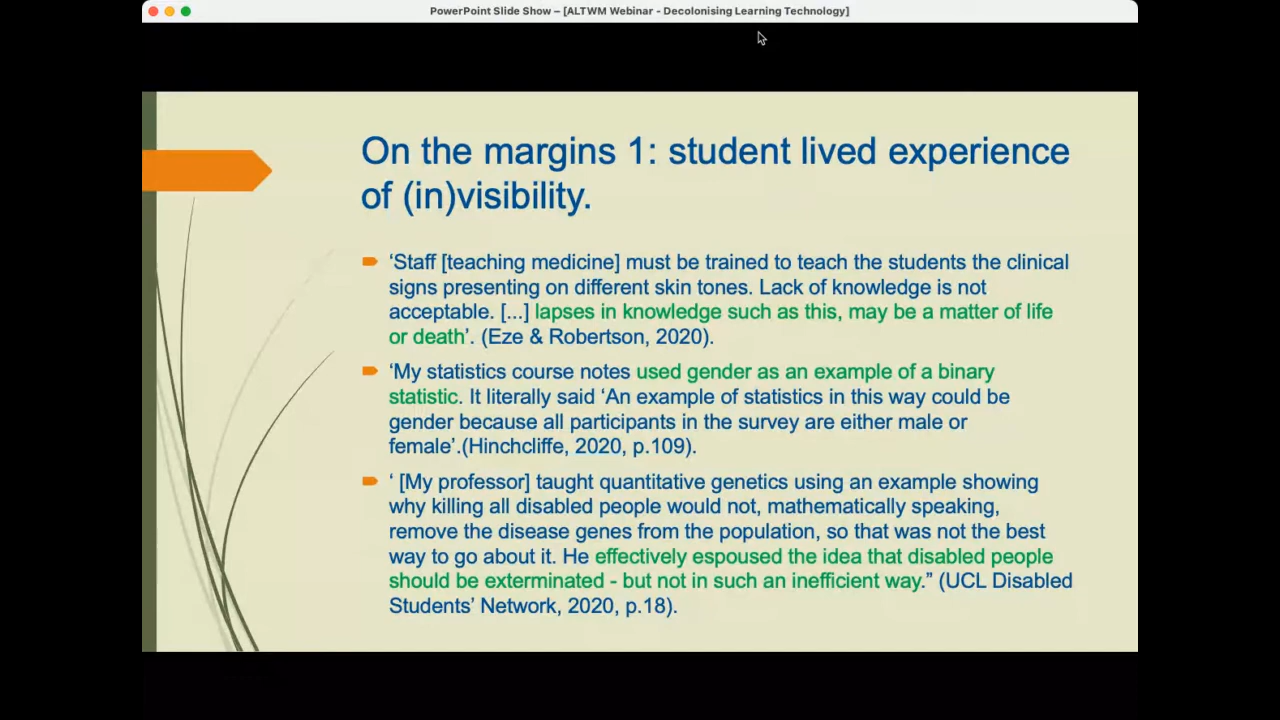 PowerPoint Slide Show – [ALTWM Webinar - Decolonising Learning Technology]
On the margins 1: student lived experience
of (in)visibility.
‘Staff [teaching medicine] must be trained to teach the students the clinical
signs presenting on different skin tones. Lack of knowledge is not
acceptable. [...] lapses in knowledge such as this, may be a matter of life
or death’. (Eze & Robertson, 2020).
‘My statistics course notes used gender as an example of a binary
statistic. It literally said ‘An example of statistics in this way could be
gender because all participants in the survey are either male or
female’.(Hinchcliffe, 2020, p.109).
‘ [My professor] taught quantitative genetics using an example showing
why killing all disabled people would not, mathematically speaking,
remove the disease genes from the population, so that was not the best
way to go about it. He effectively espoused the idea that disabled people
should be exterminated - but not in such an inefficient way.” (UCL Disabled
Students’ Network, 2020, p.18).